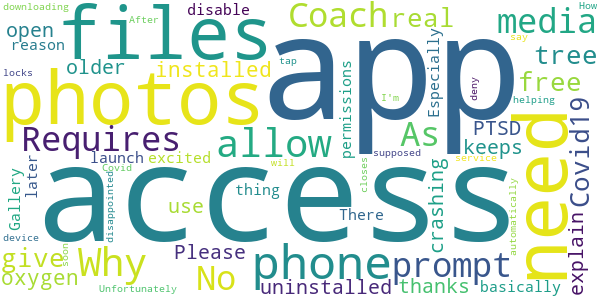 downloading
After
disable
Coach
real
media
How
say
open
reason
files
app
tree
older
installed
free
locks
tap
photos
permissions
I'm
Especially
deny
helping
Requires
allow
As
PTSD
keeps
need
Covid19
launch
excited
supposed
service
Gallery
later
Covid
disappointed
access
thing
closes
crashing
automatically
explain
use
There
device
give
Why
Please
phone
prompt
oxygen
soon
will
No
uninstalled
thanks
basically
Unfortunately